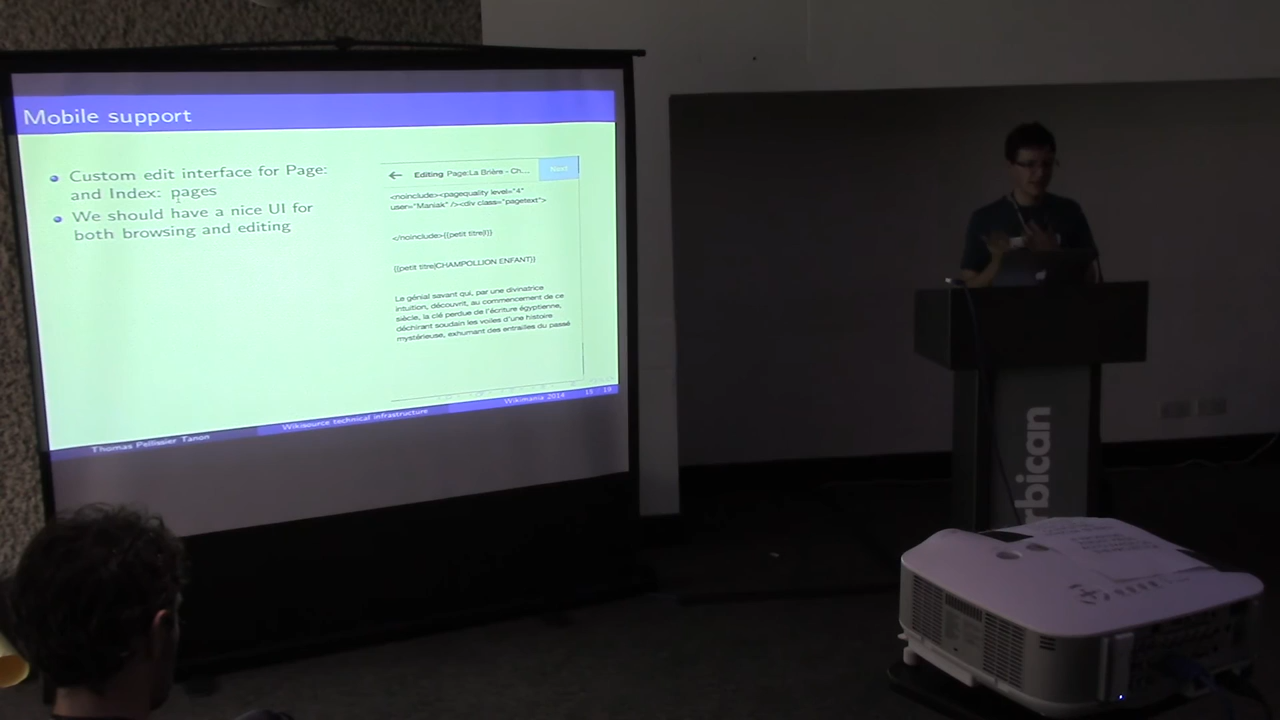 Mobile support
Custom edit interface for Page:
and Index: pages
We should have a nice UI for
both browsing and editing
Editing Page:La Brière - Ch...
Next
<noinclude><pagequality level="4"
user="Maniak" /><div class="pagetext">
</noinclude>{{petit titre|I}}
{{petit titre|CHAMPOLLION ENFANT}}
Le génial savant qui, par une divinatrice
intuition, découvrit, au commencement de ce
siècle, la clé perdue de l'écriture égyptienne,
déchirant soudain les voiles d'une histoire
mystérieuse, exhumant des entrailles du passé
Thomas Pellissier Tanon
Wikisource technical infrastructure
Wikimania 2014
15 / 19
rbican